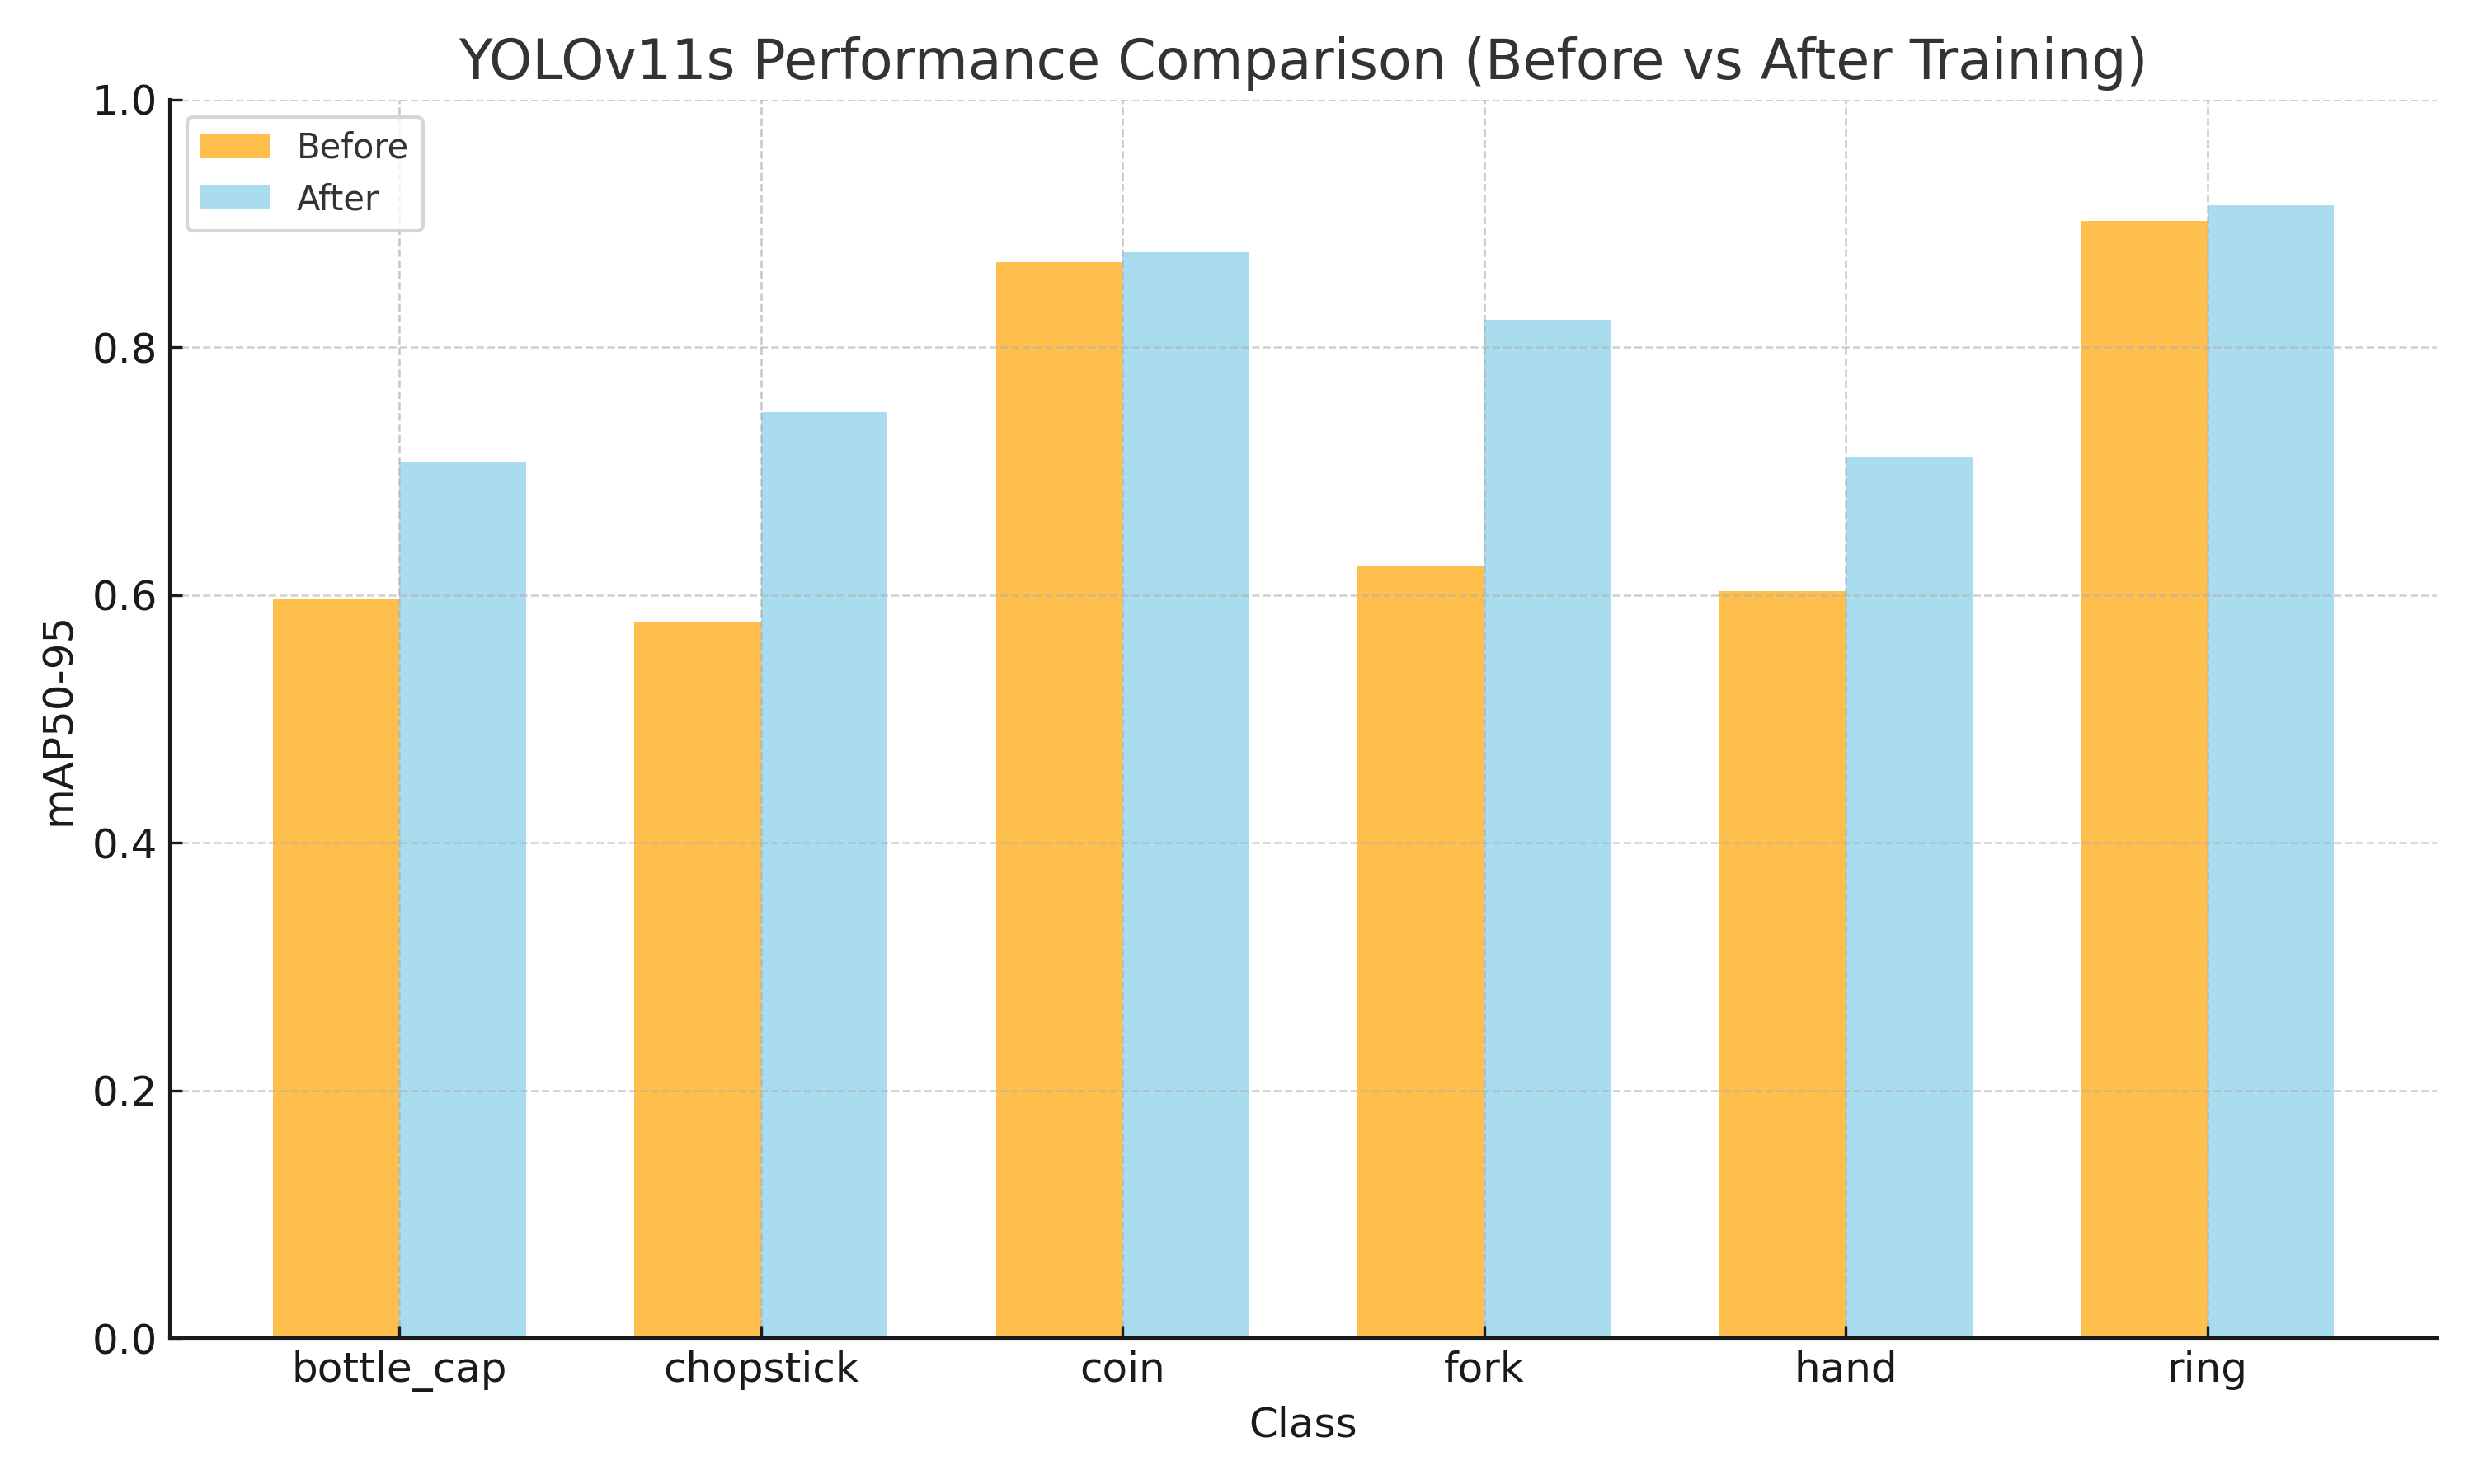 YOLOv11s Performance Comparison (Before vs After Training)
Before
After
1.0
0.8
0.6
0.4
0.2
0.0
mAP50-95
bottle_cap
chopstick
coin
fork
hand
ring
Class